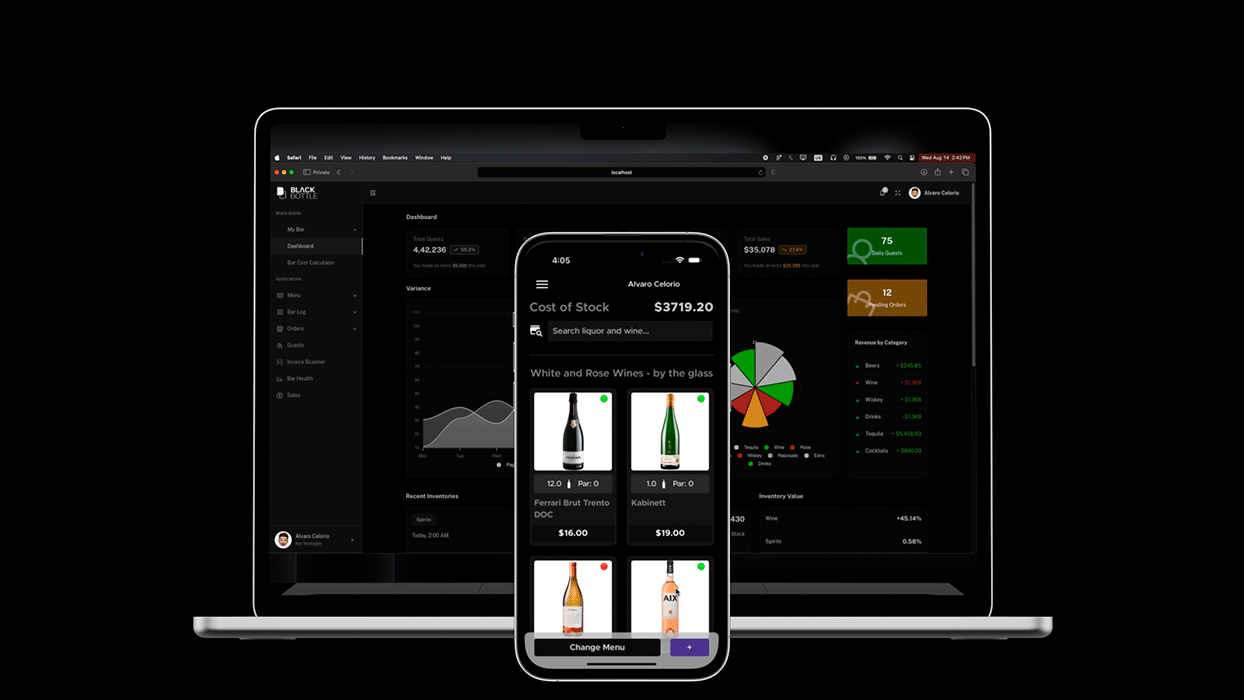 Safari File Edit View History Bookmarks Window Help
100%
Wed Aug 14 2:42PM
Private
localhost
BLACK
BOTTLE
Alvaro Celorio
Black Bottle
My Bar
Dashboard
Bar Cost Calculator
Applications
Menu
Bar Log
Orders
Guests
Invoice Scanner
Bar Health
Sales
Alvaro Celorio
Bar Manager
Dashboard
Total Guests
4,42,236 59.3%
You made an extra 35,000 this year
Variance
Mon Tue
Recent Inventories
Spirits
Today, 2:00 AM
4:05
Alvaro Celorio
Cost of Stock $3719.20
Search liquor and wine...
White and Rose Wines - by the glass
12.0 Par: 0
Ferrari Brut Trento
DOC
$16.00
1.0 Par: 0
Kabinett
$19.00
AIX
Change Menu +
Total Sales
$35,078 27.4%
You made an extra $20,395 this year
75
Daily Guests
12
Pending Orders
Tequila Wine Rose
Wiskey Reposado Extra
Drinks
Revenue by Category
Beers + $245.85
Wine + $1,368
Wiskey + $1,368
Drinks - $1,368
Tequila + $5,458.63
Cocktails + $890.00
430
Stock
Inventory Value
Wine +45.14%
Spirits 0.58%